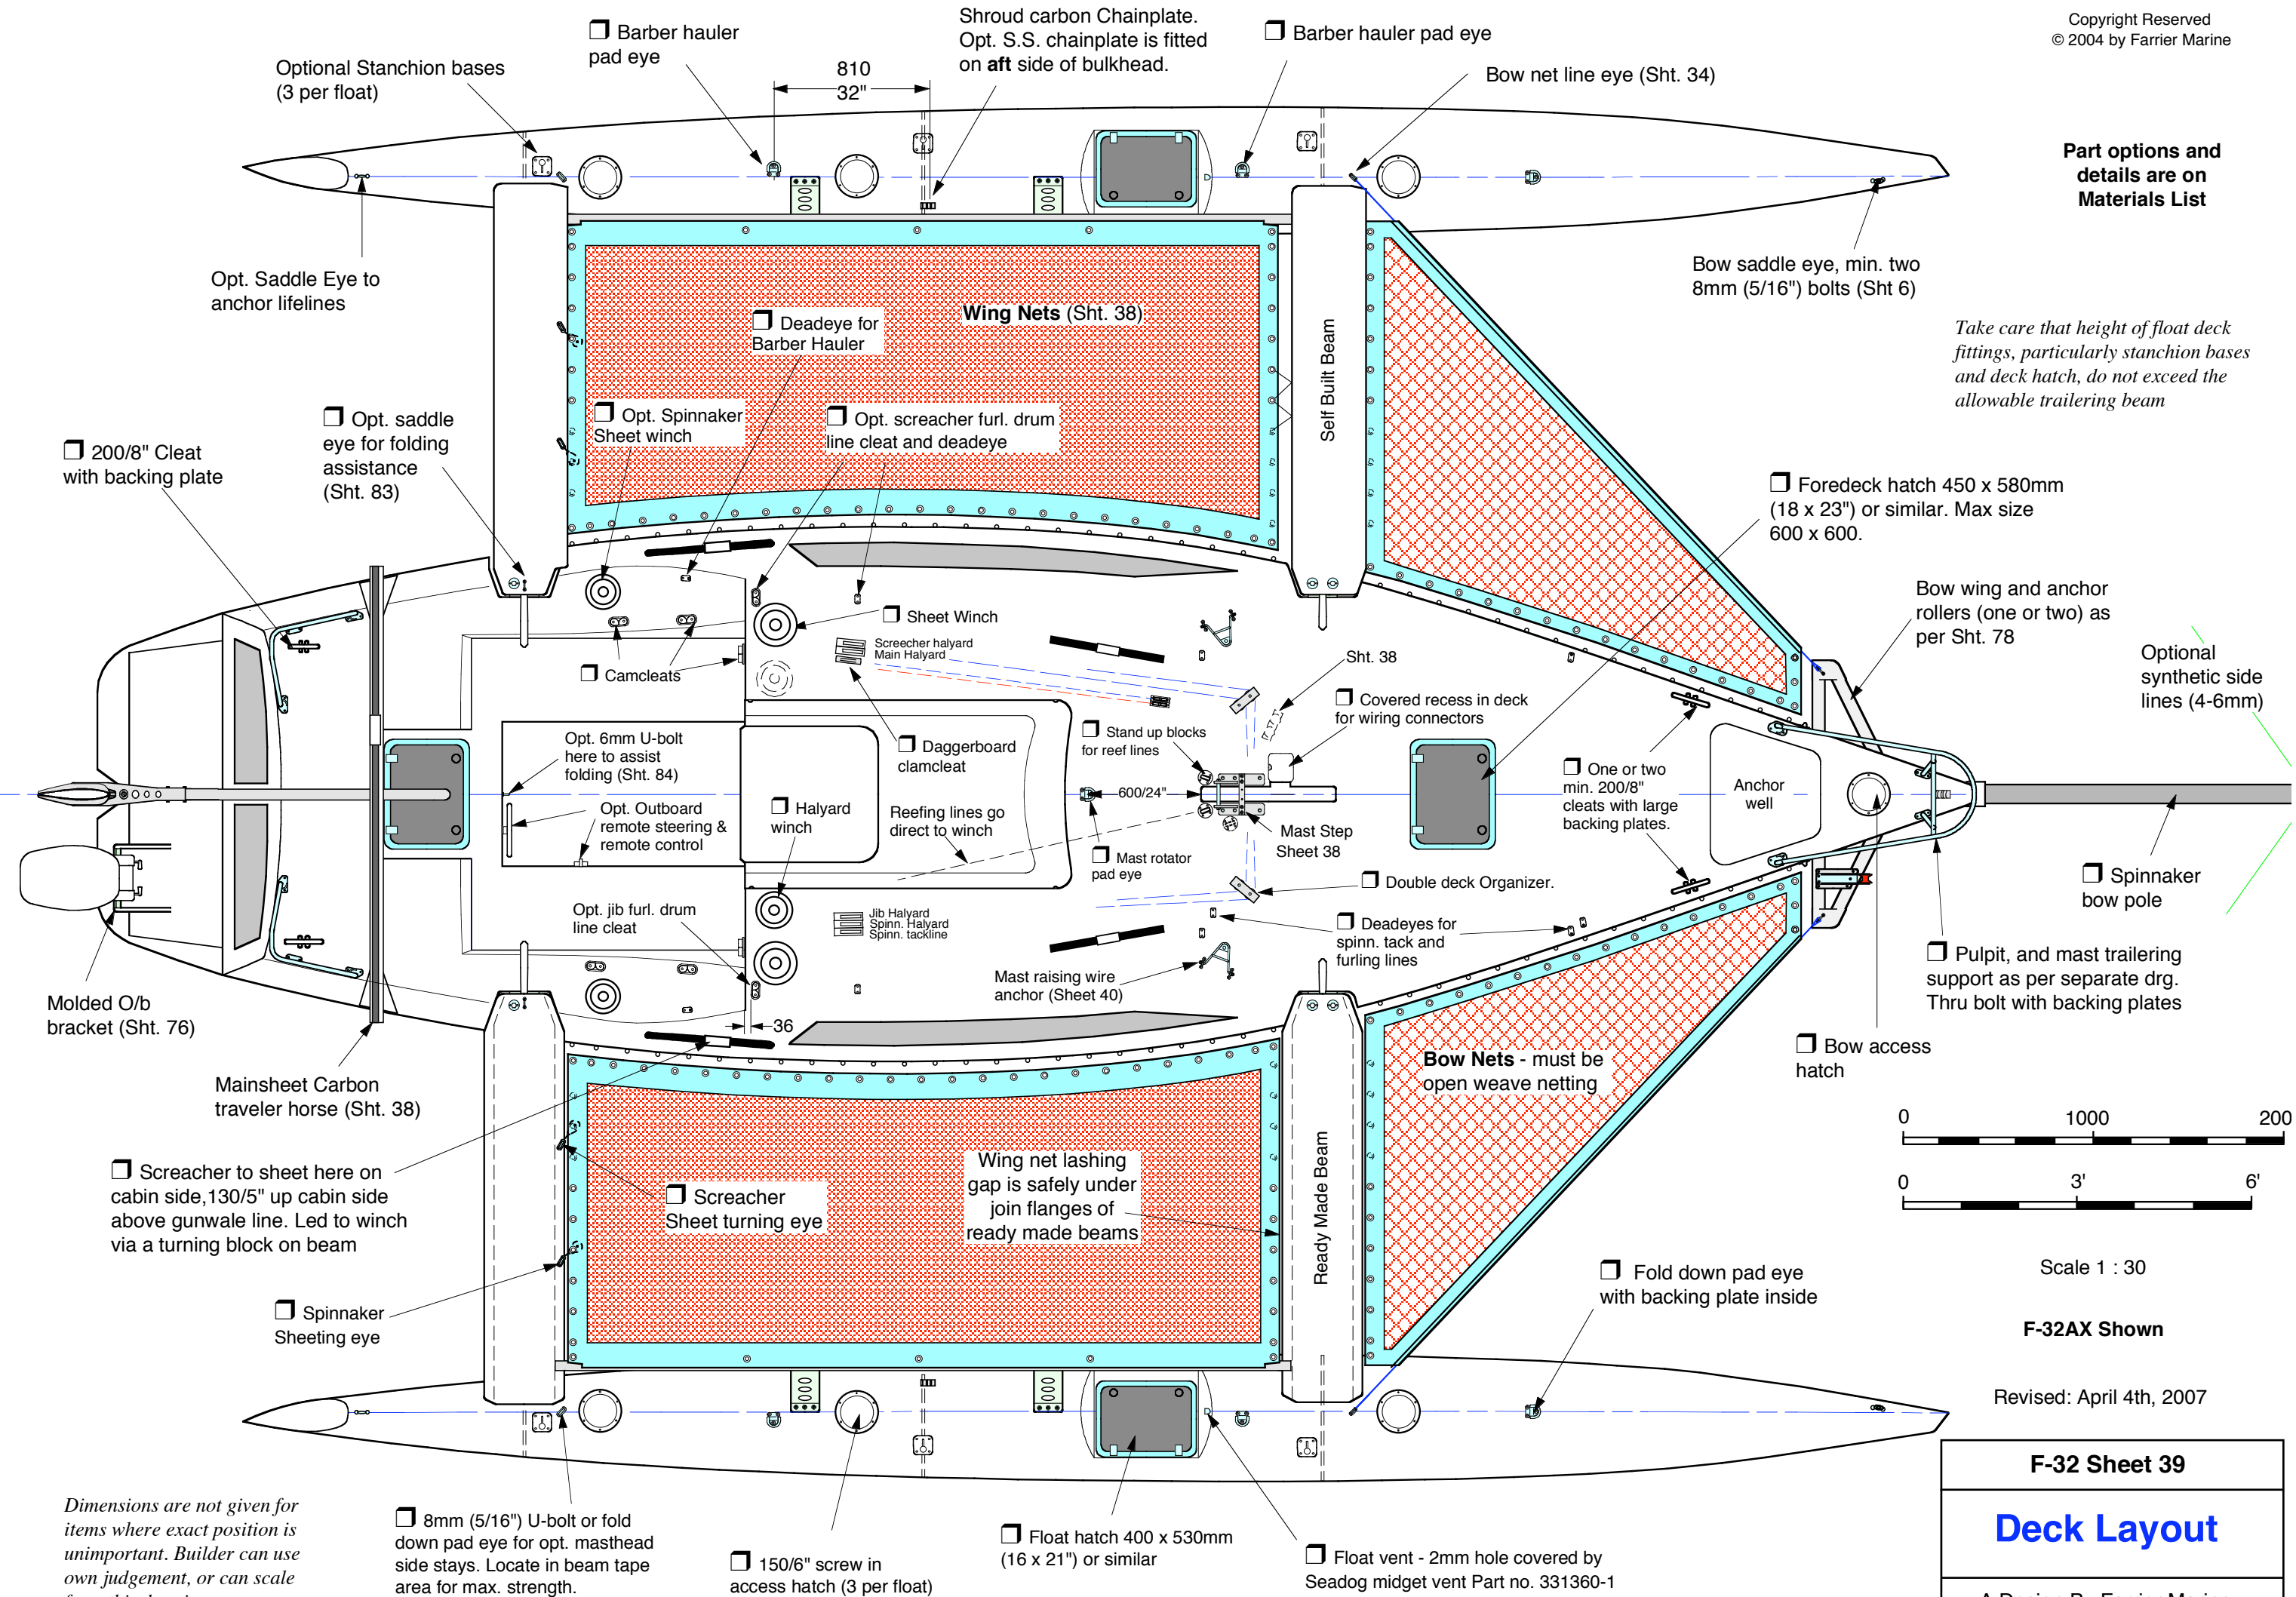 Copyright Reserved
© 2004 by Farrier Marine
Barber hauler
pad eye
Shroud carbon Chainplate.
Opt. S.S. chainplate is fitted
on aft side of bulkhead.
Barber hauler pad eye
Optional Stanchion bases
(3 per float)
810
32"
Bow net line eye (Sht. 34)
Part options and
details are on
Materials List
Opt. Saddle Eye to
anchor lifelines
Bow saddle eye, min. two
8mm (5/16") bolts (Sht 6)
Wing Nets (Sht. 38)
Deadeye for
Barber Hauler
Self Built Beam
Take care that height of float deck
fittings, particularly stanchion bases
and deck hatch, do not exceed the
allowable trailering beam
Opt. saddle
eye for folding
assistance
(Sht. 83)
Opt. Spinnaker
Sheet winch
Opt. screacher furl. drum
line cleat and deadeye
200/8" Cleat
with backing plate
Foredeck hatch 450 x 580mm
(18 x 23") or similar. Max size
600 x 600.
Bow wing and anchor
rollers (one or two) as
per Sht. 78
Sheet Winch
Screecher halyard
Main Halyard
Camcleats
Sht. 38
Optional
synthetic side
lines (4-6mm)
Covered recess in deck
for wiring connectors
Stand up blocks
for reef lines
Opt. 6mm U-bolt
here to assist
folding (Sht. 84)
Daggerboard
clamcleat
One or two
min. 200/8"
cleats with large
backing plates.
Anchor
well
600/24"
Opt. Outboard
remote steering &
remote control
Halyard
winch
Reefing lines go
direct to winch
Mast Step
Sheet 38
Mast rotator
pad eye
Double deck Organizer.
Spinnaker
bow pole
Opt. jib furl. drum
line cleat
Jib Halyard
Spinn. Halyard
Spinn. tackline
Deadeyes for
spinn. tack and
furling lines
Mast raising wire
anchor (Sheet 40)
Pulpit, and mast trailering
support as per separate drg.
Thru bolt with backing plates
Molded O/b
bracket (Sht. 76)
36
Bow access
hatch
Bow Nets - must be
open weave netting
Mainsheet Carbon
traveler horse (Sht. 38)
0 1000 200
0 3' 6'
Screacher to sheet here on
cabin side,130/5" up cabin side
above gunwale line. Led to winch
via a turning block on beam
Screacher
Sheet turning eye
Wing net lashing
gap is safely under
join flanges of
ready made beams
Ready Made Beam
Scale 1 : 30
Spinnaker
Sheeting eye
Fold down pad eye
with backing plate inside
F-32AX Shown
Revised: April 4th, 2007
F-32 Sheet 39
Deck Layout
Dimensions are not given for
items where exact position is
unimportant. Builder can use
own judgement, or can scale
8mm (5/16") U-bolt or fold
down pad eye for opt. masthead
side stays. Locate in beam tape
area for max. strength.
150/6" screw in
access hatch (3 per float)
Float hatch 400 x 530mm
(16 x 21") or similar
Float vent - 2mm hole covered by
Seadog midget vent Part no. 331360-1